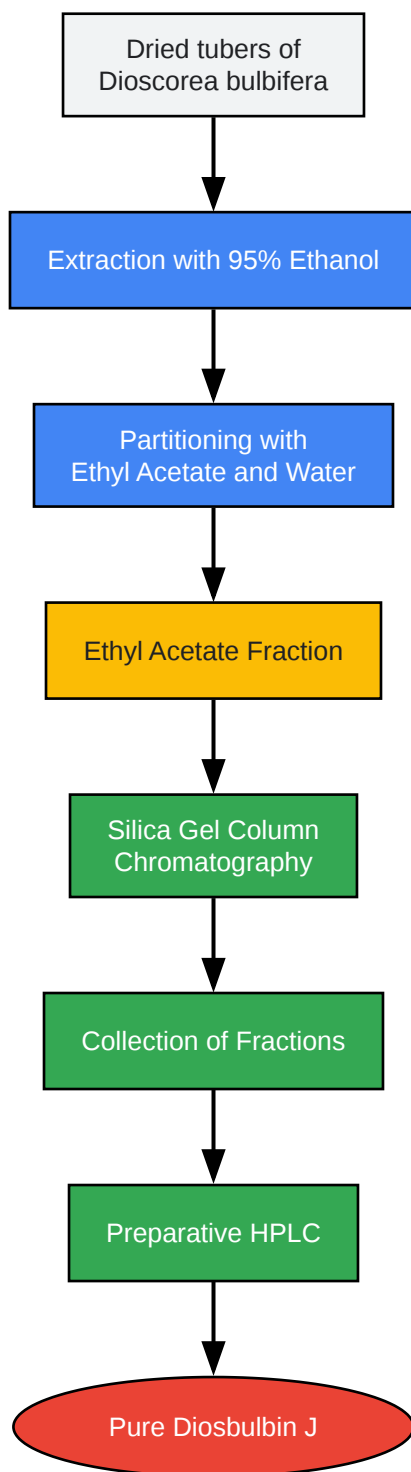 Dried tubers of
Dioscorea bulbifera
Extraction with 95% Ethanol
Partitioning with
Ethyl Acetate and Water
Ethyl Acetate Fraction
Silica Gel Column
Chromatography
Collection of Fractions
Preparative HPLC
Pure Diosbulbin J